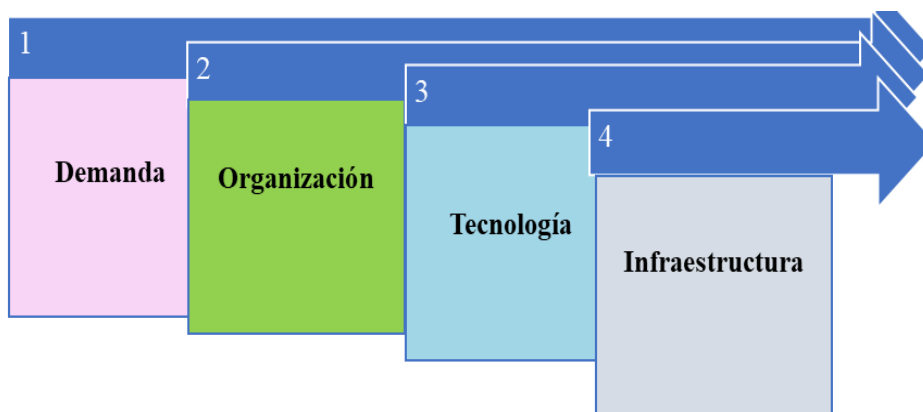 1
Demanda
2
Organización
3
Tecnología
4
Infraestructura